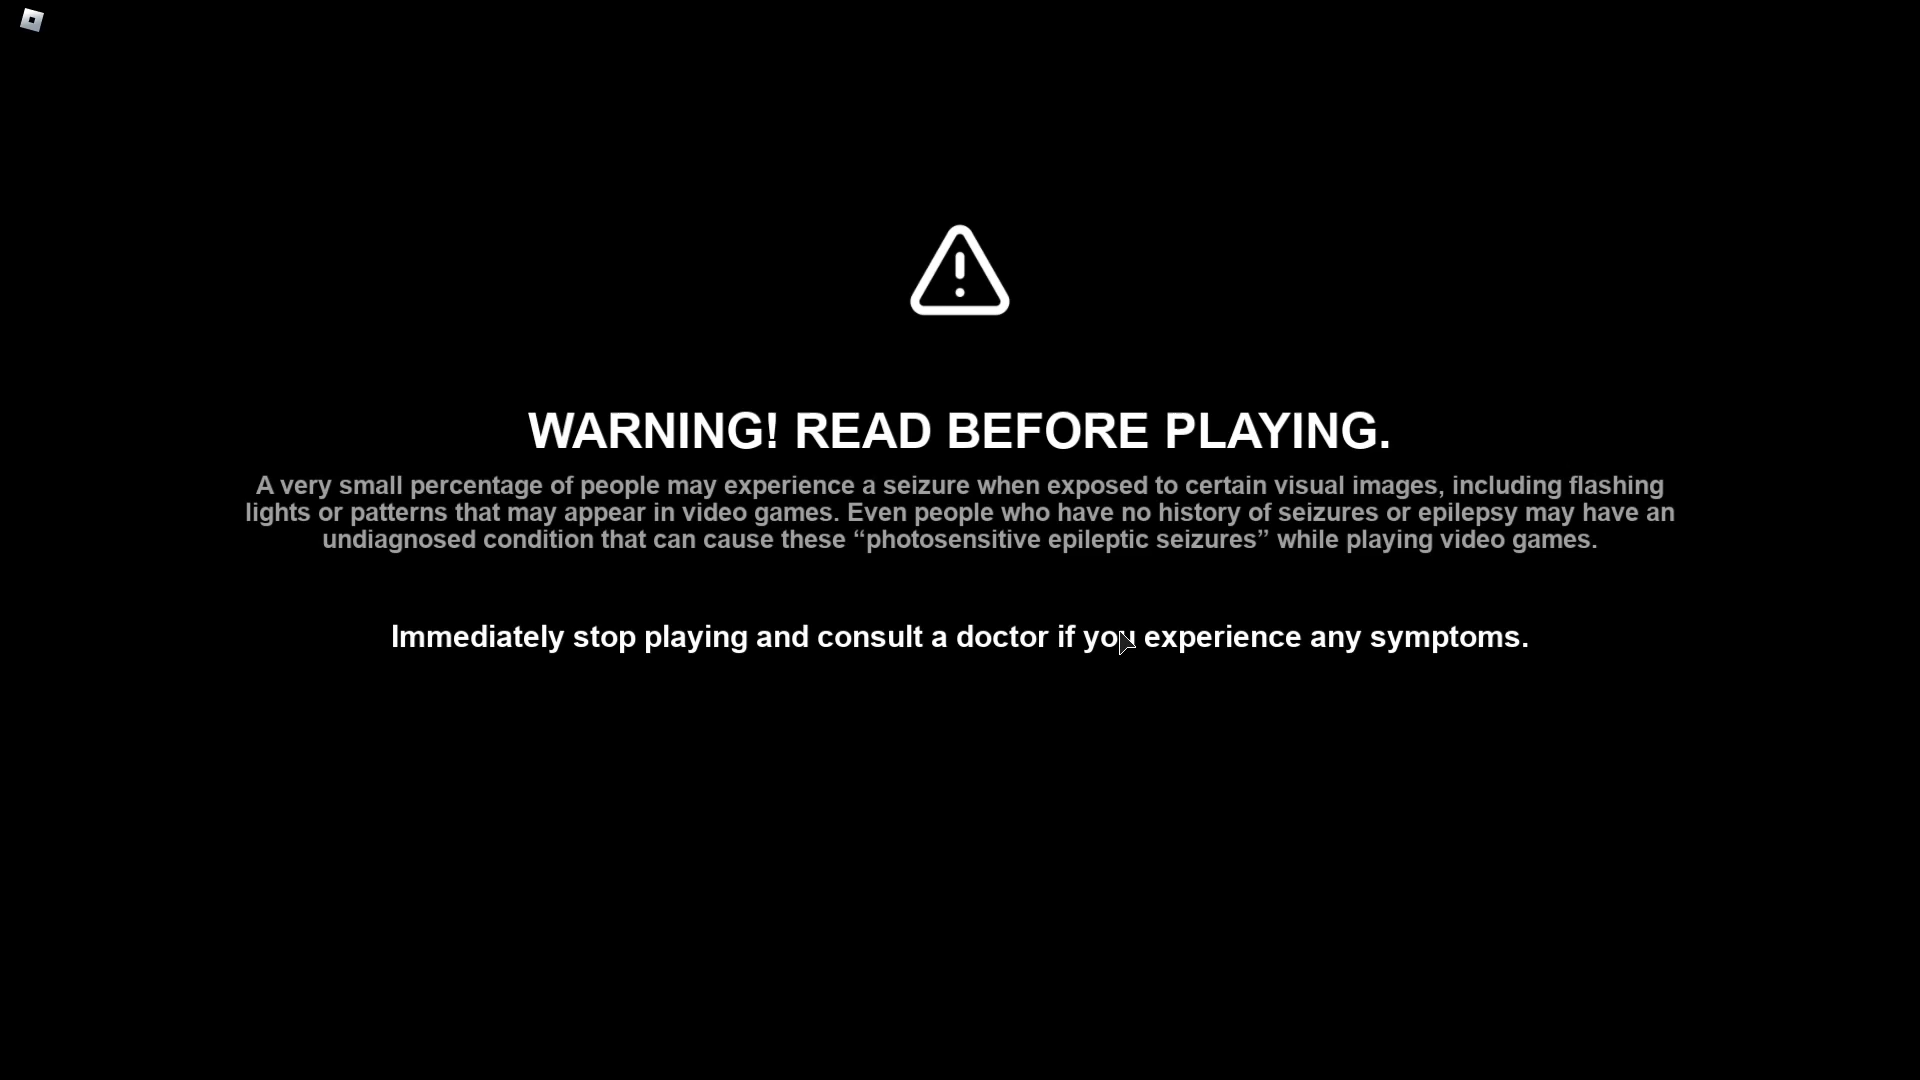 WARNING! READ BEFORE PLAYING.
A very small percentage of people may experience a seizure when exposed to certain visual images, including flashing
lights or patterns that may appear in video games. Even people who have no history of seizures or epilepsy may have an
undiagnosed condition that can cause these “photosensitive epileptic seizures” while playing video games.
Immediately stop playing and consult a doctor if you experience any symptoms.